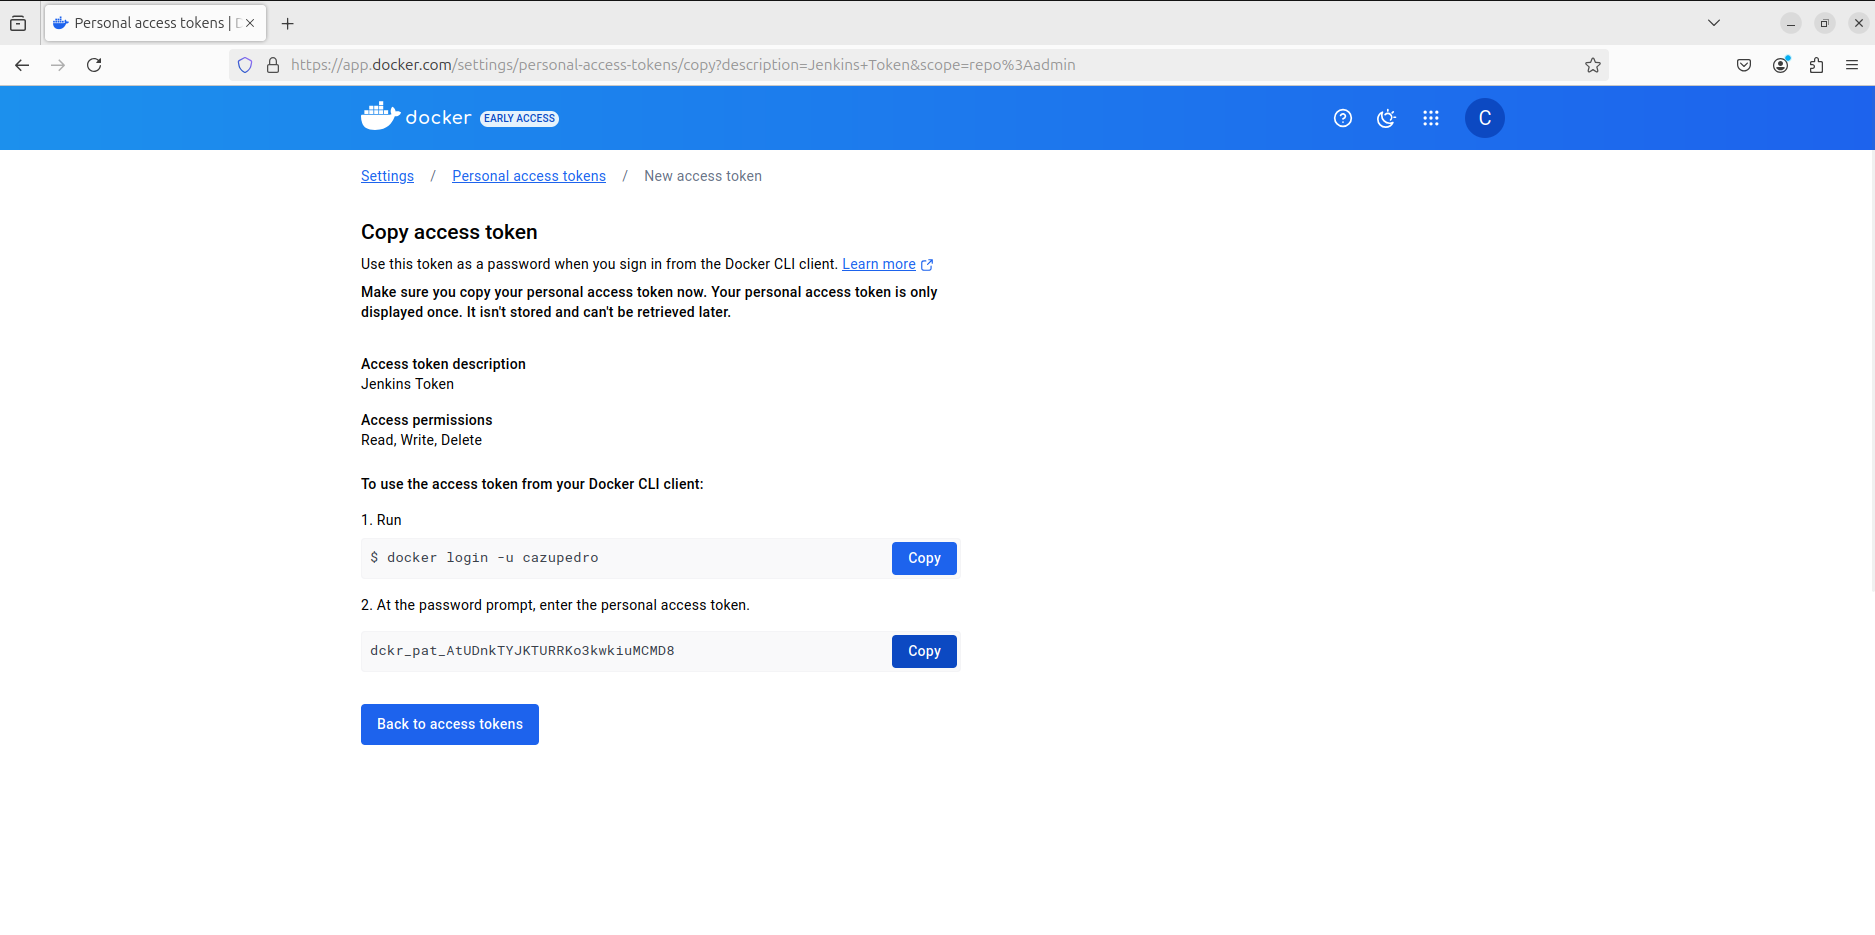 Personal access tokens |
https://app.docker.com/settings/personal-access-tokens/copy?description=Jenkins+Token&scope=repo%3Aadmin
docker EARLY ACCESS
C
Settings / Personal access tokens / New access token
Copy access token
Use this token as a password when you sign in from the Docker CLI client. Learn more
Make sure you copy your personal access token now. Your personal access token is only
displayed once. It isn't stored and can't be retrieved later.
Access token description
Jenkins Token
Access permissions
Read, Write, Delete
To use the access token from your Docker CLI client:
1. Run
$ docker login -u cazupedro
Copy
2. At the password prompt, enter the personal access token.
dckr_pat_AtUDnkTYJKTURRKo3kwkiuMCMD8
Copy
Back to access tokens